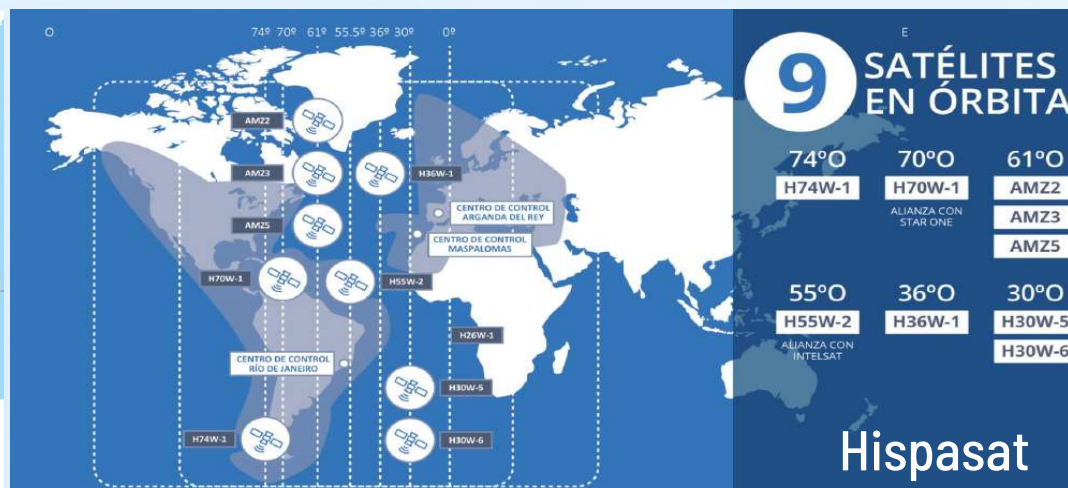 O
74º 70º 61º 55.5º 36º 30º 0º
E
AMZ2
AM23
AMZ5
H36W-1
CENTRO DE CONTROL
ARGANDA DEL REY
CENTRO DE CONTROL
MASPALOMAS
H70W-1
H55W-2
H26W-1
CENTRO DE CONTROL
RÍO DE JANEIRO
H30W-5
H74W-1
H30W-6
9
SATÉLITES
EN ÓRBITA
74ºO
H74W-1
70ºO
H70W-1
ALIANZA CON
STAR ONE
61ºO
AMZ2
AMZ3
AMZ5
55ºO
H55W-2
ALIANZA CON
INTELSAT
36ºO
H36W-1
30ºO
H30W-5
H30W-6
Hispasat